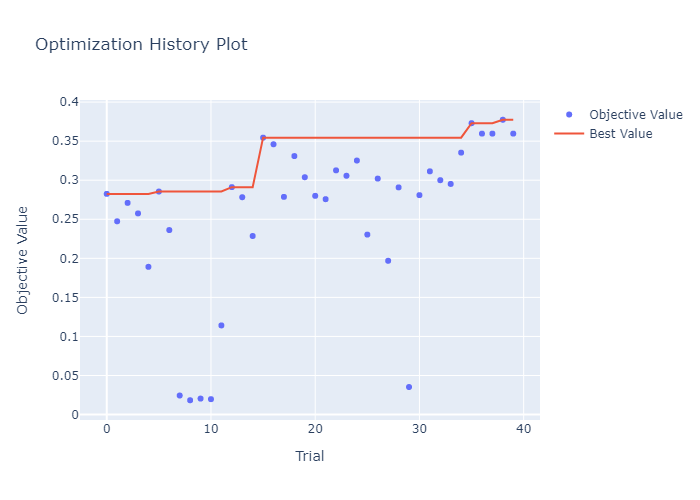 Optimization History Plot
Objective Value
Best Value
0.4
0.35
0.3
0.25
0.2
0.15
0.1
0.05
0
Objective Value
0 10 20 30 40
Trial